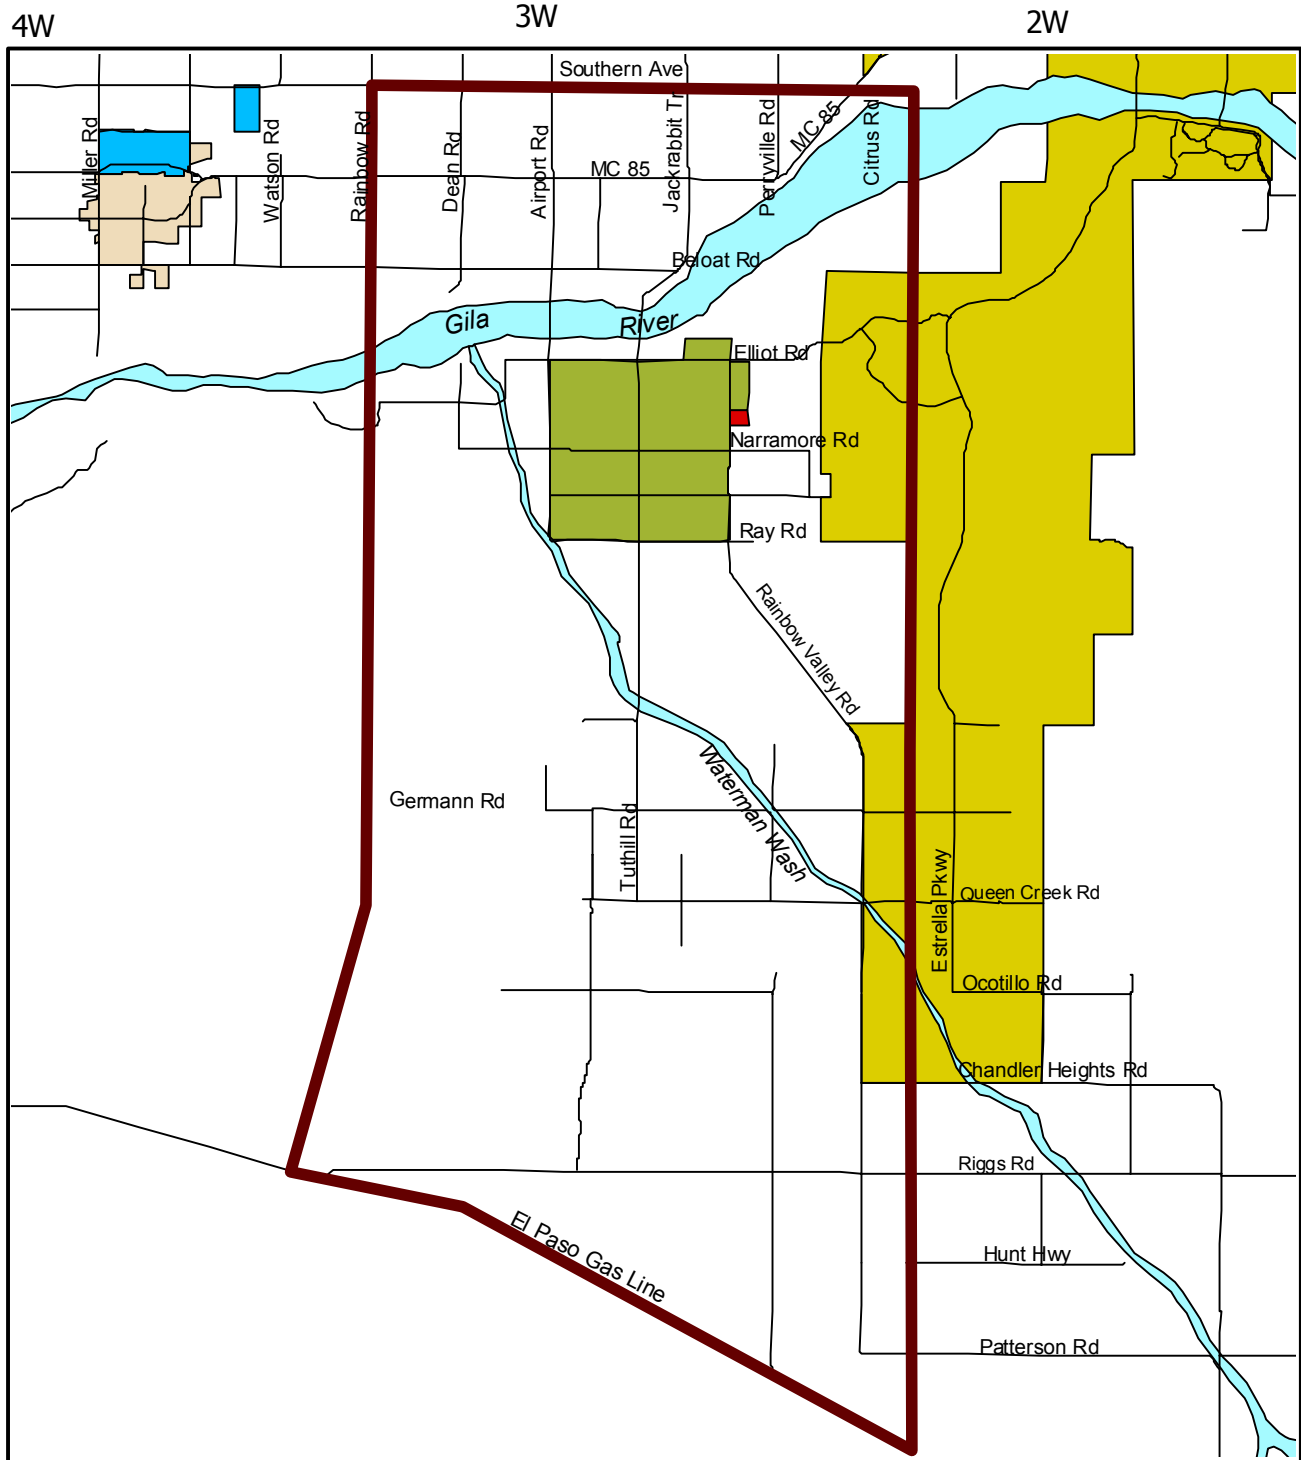 4W
3W
2W
Southern Ave
Miller Rd
Watson Rd
Rainbow Rd
Dean Rd
Airport Rd
Jackrabbit Tr
Perryville Rd
MC 85
Citrus Rd
MC 85
Beloat Rd
Gila
River
Elliot Rd
Narramore Rd
Ray Rd
Rainbow Valley Rd
Waterman Wash
Germann Rd
Tuthill Rd
Estrella Pkwy
Queen Creek Rd
Ocotillo Rd
Chandler Heights Rd
Riggs Rd
El Paso Gas Line
Hunt Hwy
Patterson Rd